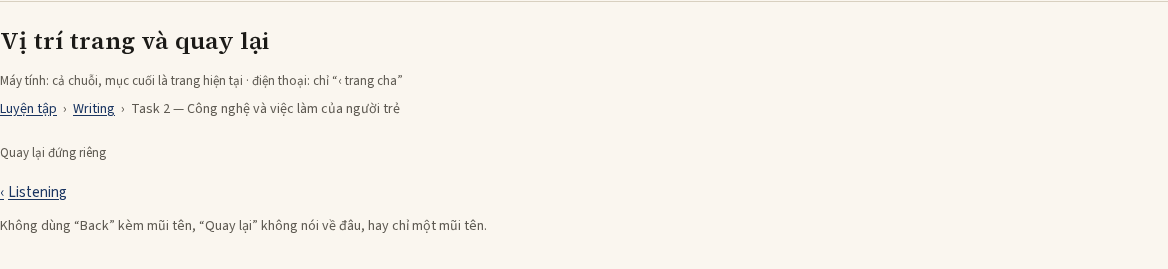 Vị trí trang và quay lại
Máy tính: cả chuỗi, mục cuối là trang hiện tại · điện thoại: chỉ “‹ trang cha”
Luyện tập › Writing › Task 2 — Công nghệ và việc làm của người trẻ
Quay lại đứng riêng
‹ Listening
Không dùng “Back” kèm mũi tên, “Quay lại” không nói về đâu, hay chỉ một mũi tên.